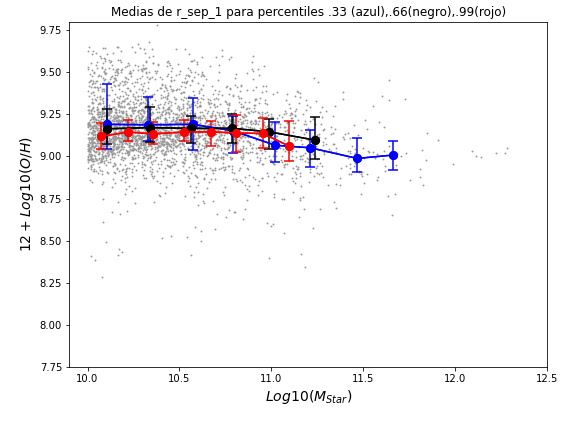 Medias de r_sep_1 para percentiles .33 (azul),.66(negro),.99(rojo)
12 + Log10(O/H)
9.75
9.50
9.25
9.00
8.75
8.50
8.25
8.00
7.75
10.0 10.5 11.0 11.5 12.0 12.5
Log10(M_Star)